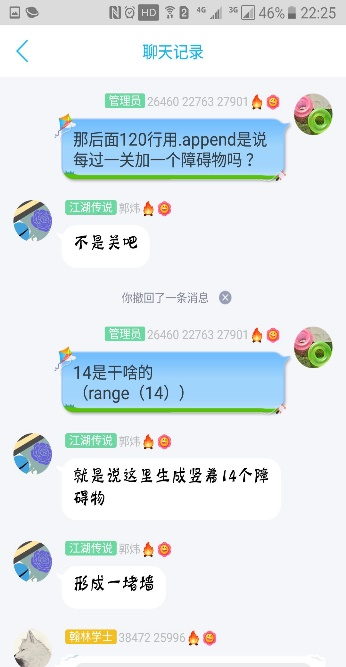 HD 2 4G 3G 46% 22:25
聊天记录
管理员 26460 22763 27901
那后面120行用.append是说
每过一关加一个障碍物吗？
江湖传说 郭炜
不是关吧
你撤回了一条消息
管理员 26460 22763 27901
14是干啥的
（range（14））
江湖传说 郭炜
就是说这里生成竖着14个障
碍物
江湖传说 郭炜
形成一堵墙
翰林学士 38472 25996